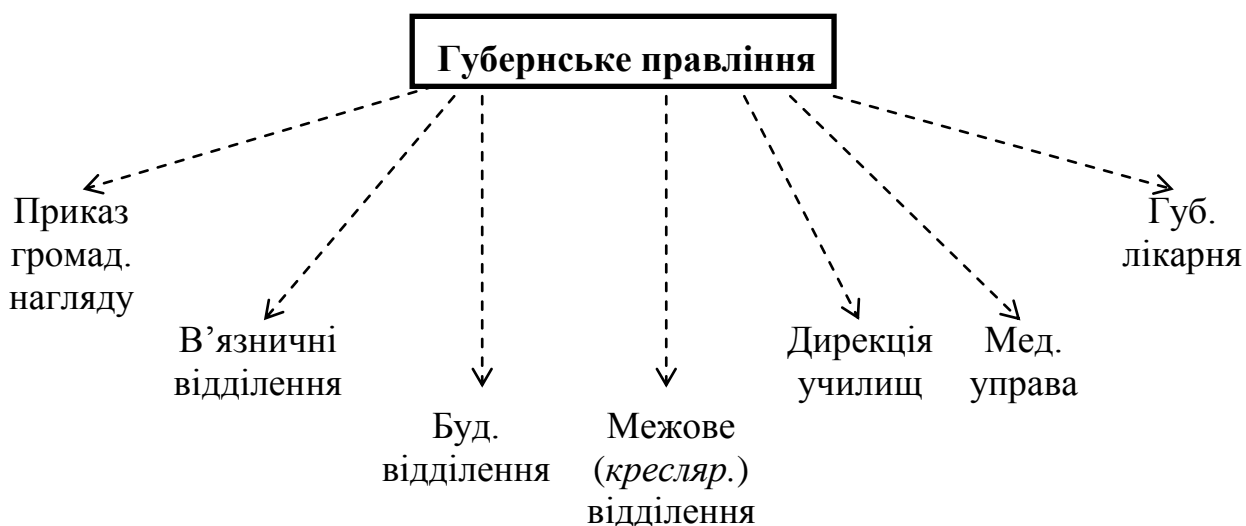 Губернське правління
Приказ
громад.
нагляду
В’язничні
відділення
Буд.
відділення
Межове
(кресляр.)
відділення
Дирекція
училищ
Мед.
управа
Губ.
лікарня